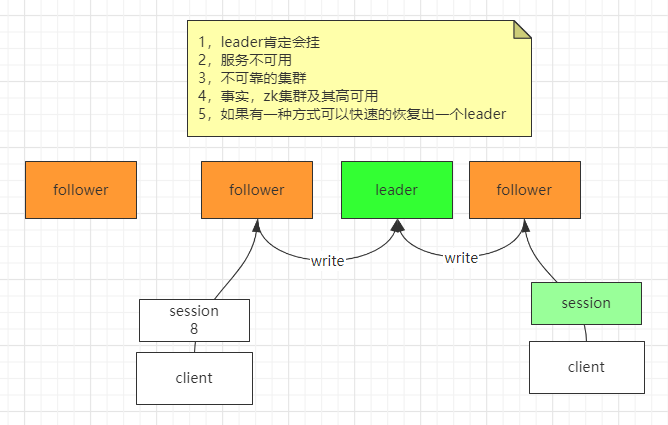 1，leader肯定会挂
2，服务不可用
3，不可靠的集群
4，事实，zk集群及其高可用
5，如果有一种方式可以快速的恢复出一个leader
follower
follower
leader
follower
write
write
session
8
session
client
client